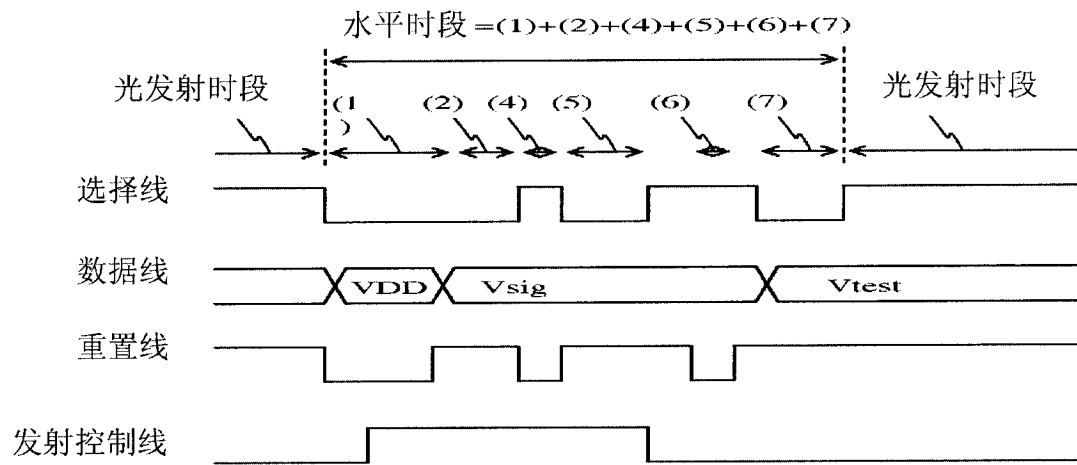 水平时段=(1)+(2)+(4)+(5)+(6)+(7)
光发射时段
(1)
(2)
(4)
(5)
(6)
(7)
光发射时段
选择线
数据线
VDD
Vsig
Vtest
重置线
发射控制线